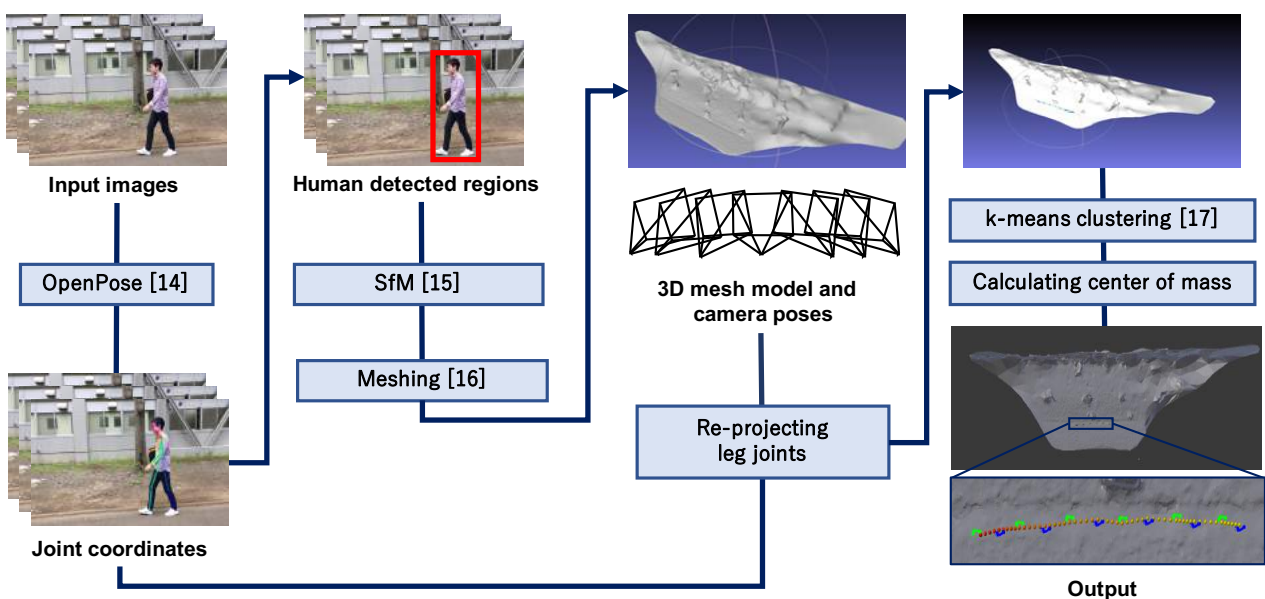 Input images
OpenPose [14]
Joint coordinates
Human detected regions
SfM [15]
Meshing [16]
3D mesh model and
camera poses
Re-projecting
leg joints
k-means clustering [17]
Calculating center of mass
Output